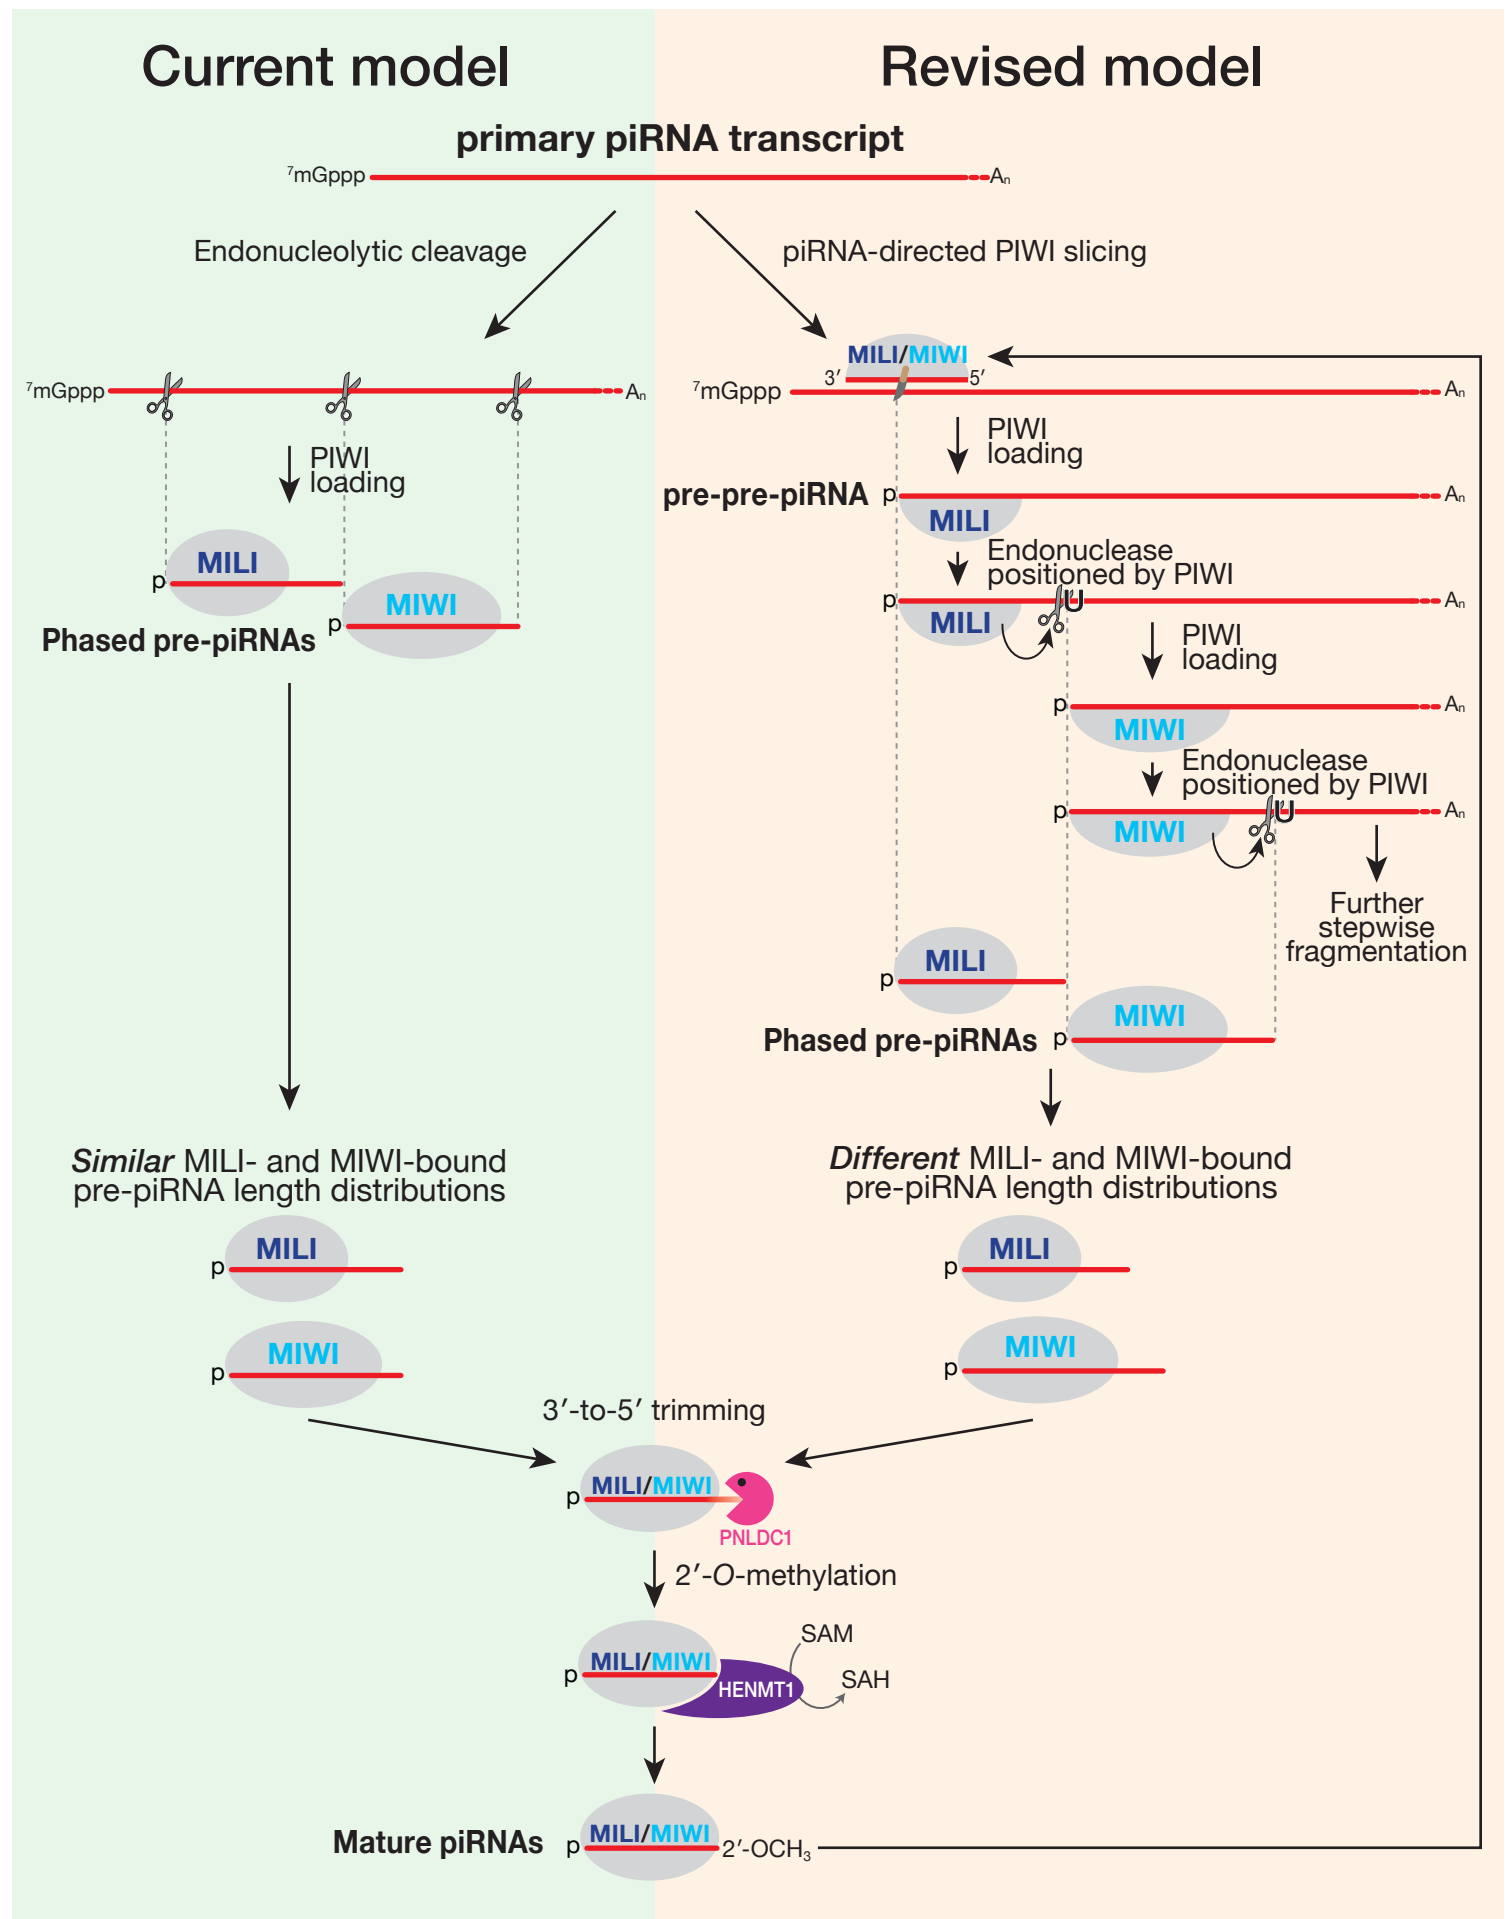 Current model
Revised model
primary piRNA transcript
⁷mGppp
Aₙ
Endonucleolytic cleavage
piRNA-directed PIWI slicing
⁷mGppp
Aₙ
PIWI
loading
p
MILI
p
MIWI
Phased pre-piRNAs
MILI/MIWI
3′
5′
⁷mGppp
Aₙ
PIWI
loading
pre-pre-piRNA
p
Aₙ
MILI
Endonuclease
positioned by PIWI
p
U
Aₙ
MILI
PIWI
loading
p
Aₙ
MIWI
Endonuclease
positioned by PIWI
p
U
Aₙ
MIWI
Further
stepwise
fragmentation
p
MILI
Phased pre-piRNAs
p
MIWI
Similar MILI- and MIWI-bound
pre-piRNA length distributions
p
MILI
p
MIWI
Different MILI- and MIWI-bound
pre-piRNA length distributions
p
MILI
p
MIWI
3′-to-5′ trimming
p
MILI/MIWI
PNLDC1
2′-O-methylation
p
MILI/MIWI
HENMT1
SAM
SAH
Mature piRNAs
p
MILI/MIWI
2′-OCH₃